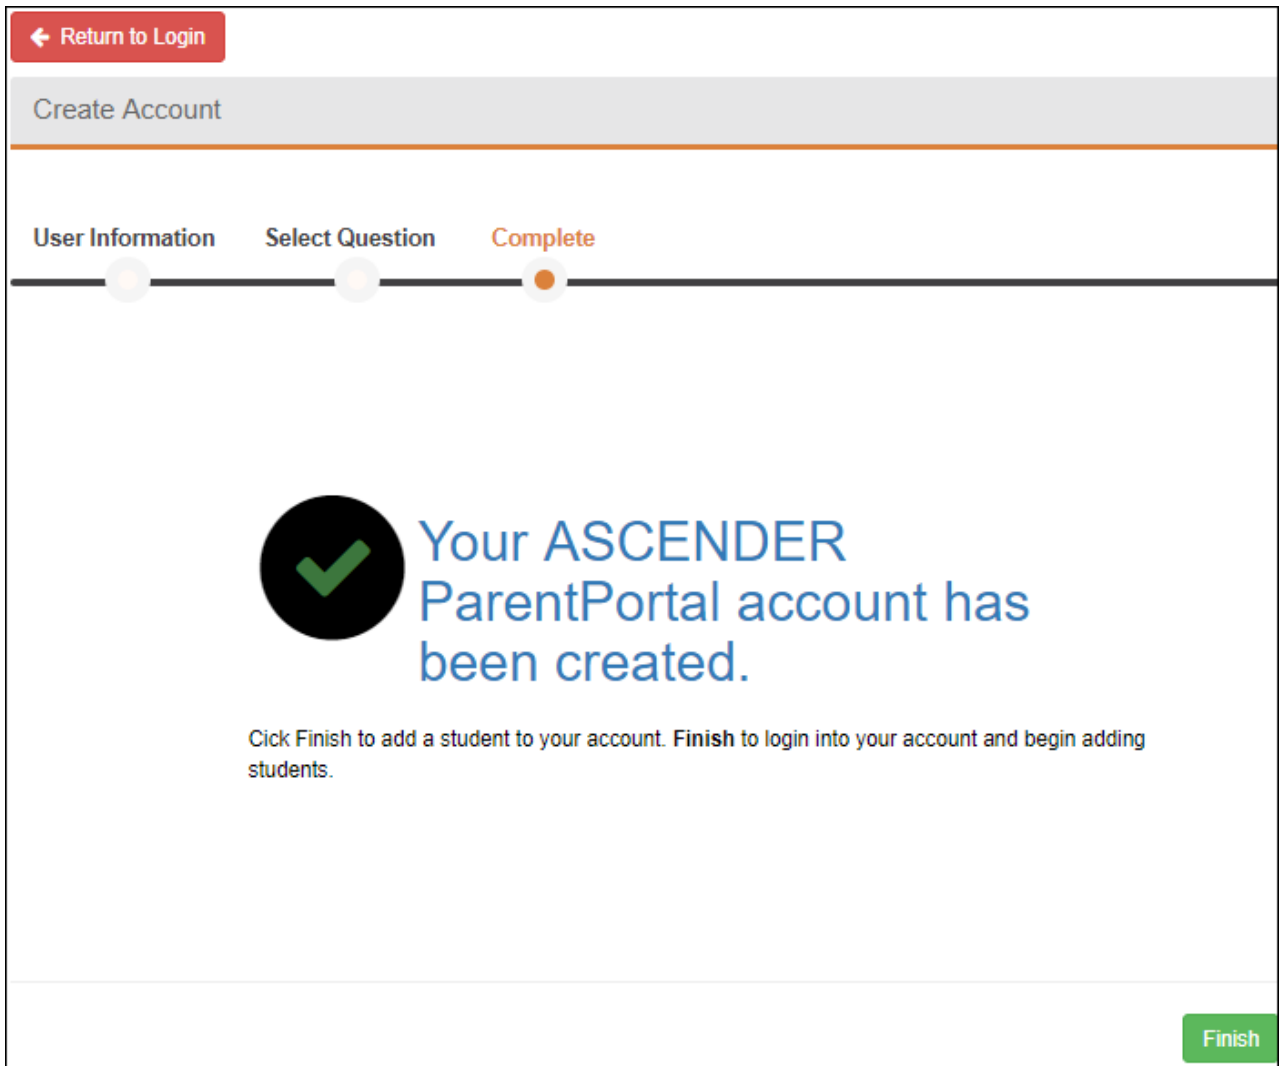 Return to Login
Create Account
User Information Select Question Complete
Your ASCENDER
ParentPortal account has
been created.
Cick Finish to add a student to your account. Finish to login into your account and begin adding
students.
Finish